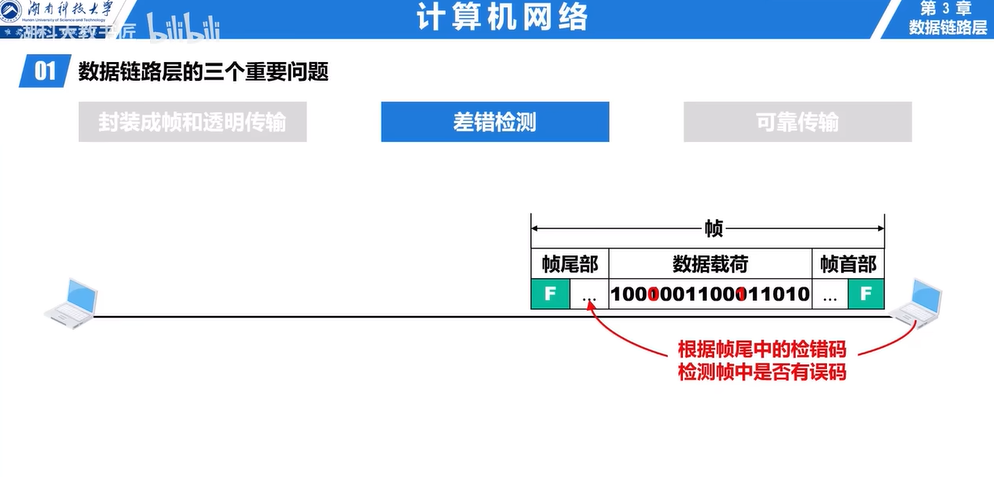 湖南科技大学
Hunan University of Science and Technology
湖科大教书匠 bilibili
计算机网络
第 3 章
数据链路层
01 数据链路层的三个重要问题
封装成帧和透明传输 差错检测 可靠传输
帧
帧尾部 数据载荷 帧首部
F ... ... F
根据帧尾中的检错码
检测帧中是否有误码